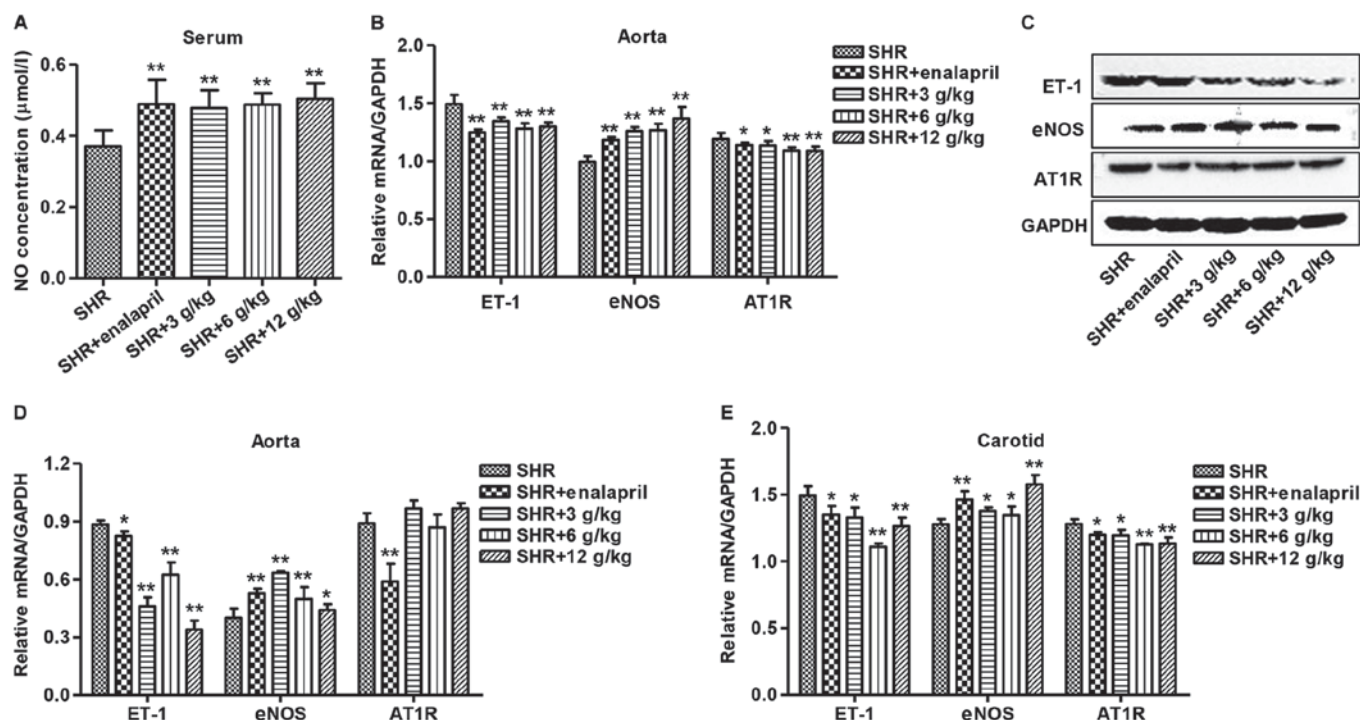 A
Serum
NO concentration (µmol/l)
0.6
0.4
0.2
0.0
** ** ** **
SHR
SHR+enalapril
SHR+3 g/kg
SHR+6 g/kg
SHR+12 g/kg
B
Aorta
Relative mRNA/GAPDH
2.0
1.5
1.0
0.5
0.0
** ** ** **
** ** ** **
* * ** **
ET-1 eNOS AT1R
SHR
SHR+enalapril
SHR+3 g/kg
SHR+6 g/kg
SHR+12 g/kg
C
ET-1
eNOS
AT1R
GAPDH
SHR
SHR+enalapril
SHR+3 g/kg
SHR+6 g/kg
SHR+12 g/kg
D
Aorta
Relative mRNA/GAPDH
1.2
0.9
0.6
0.3
0.0
* ** ** **
** ** ** *
**
ET-1 eNOS AT1R
SHR
SHR+enalapril
SHR+3 g/kg
SHR+6 g/kg
SHR+12 g/kg
E
Carotid
Relative mRNA/GAPDH
2.0
1.5
1.0
0.5
0.0
* * ** **
** * * **
* * ** **
ET-1 eNOS AT1R
SHR
SHR+enalapril
SHR+3 g/kg
SHR+6 g/kg
SHR+12 g/kg